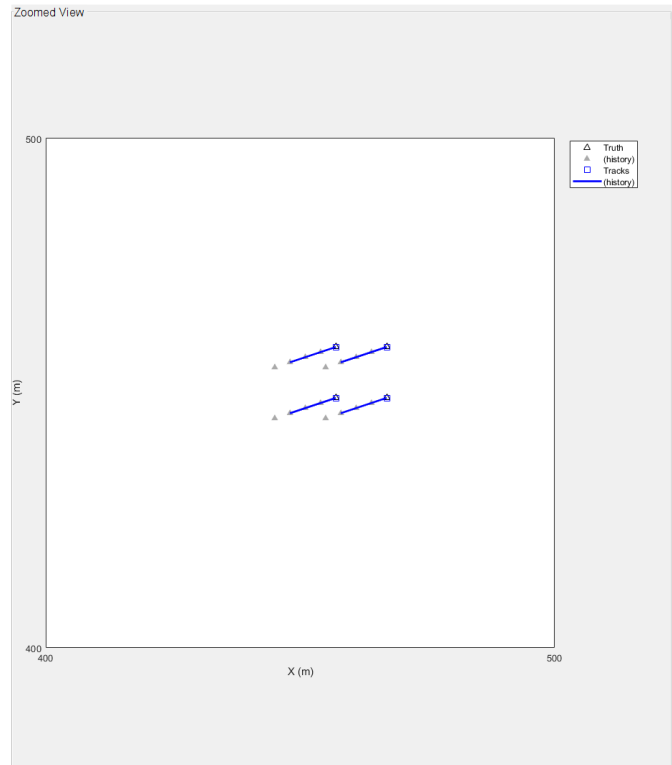 Zoomed View
500
Truth
(history)
Tracks
(history)
Y (m)
400
400
500
X (m)